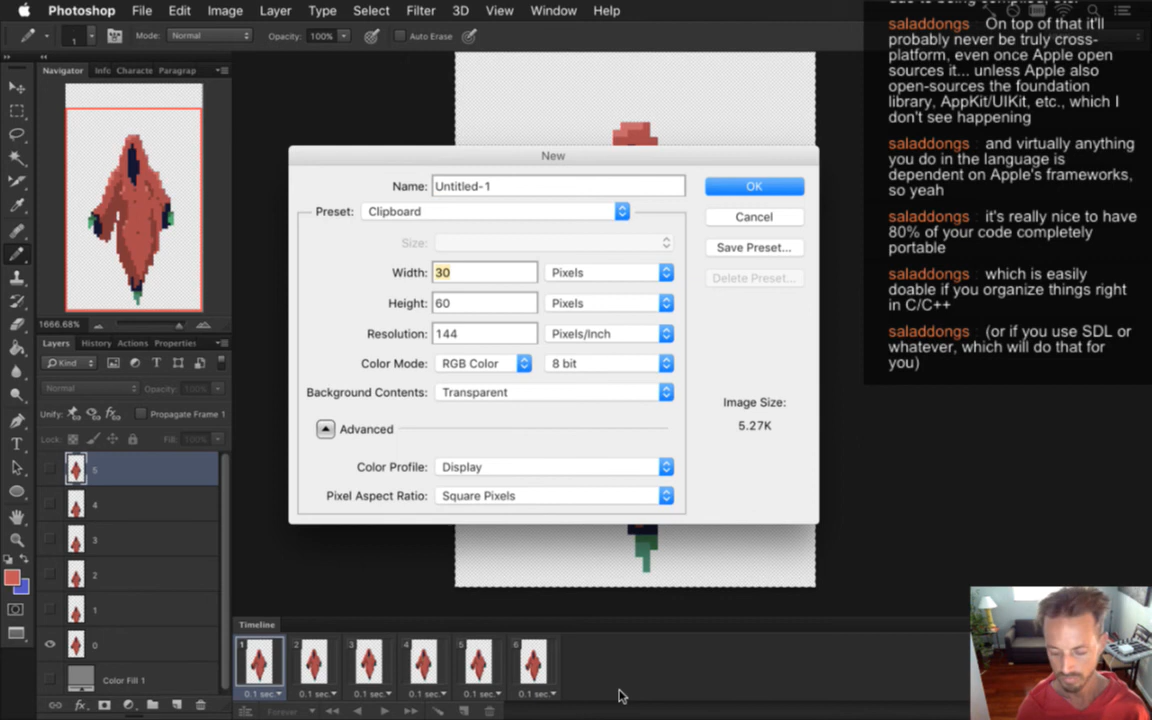 Photoshop File Edit Image Layer Type Select Filter 3D View Window Help
1 Mode: Normal Opacity: 100% Auto Erase
Navigator Info Characte Paragrap
1666.68%
Layers History Actions Properties
Kind
Normal Opacity: 100%
Unify: Propagate Frame 1
Lock: Fill: 100%
5
4
3
2
1
0
Color Fill 1
New
Name: Untitled-1 OK
Preset: Clipboard Cancel
Size: Save Preset...
Width: 30 Pixels Delete Preset...
Height: 60 Pixels
Resolution: 144 Pixels/Inch
Color Mode: RGB Color 8 bit
Background Contents: Transparent
Image Size:
5.27K
Advanced
Color Profile: Display
Pixel Aspect Ratio: Square Pixels
saladdongs : On top of that it'll
probably never be truly cross-
platform, even once Apple open
sources it... unless Apple also
open-sources the foundation
library, AppKit/UIKit, etc., which I
don't see happening
saladdongs : and virtually anything
you do in the language is
dependent on Apple's frameworks,
so yeah
saladdongs : it's really nice to have
80% of your code completely
portable
saladdongs : which is easily
doable if you organize things right
in C/C++
saladdongs : (or if you use SDL or
whatever, which will do that for
you)
Timeline
1 2 3 4 5 6
0.1 sec. 0.1 sec. 0.1 sec. 0.1 sec. 0.1 sec. 0.1 sec.
Forever